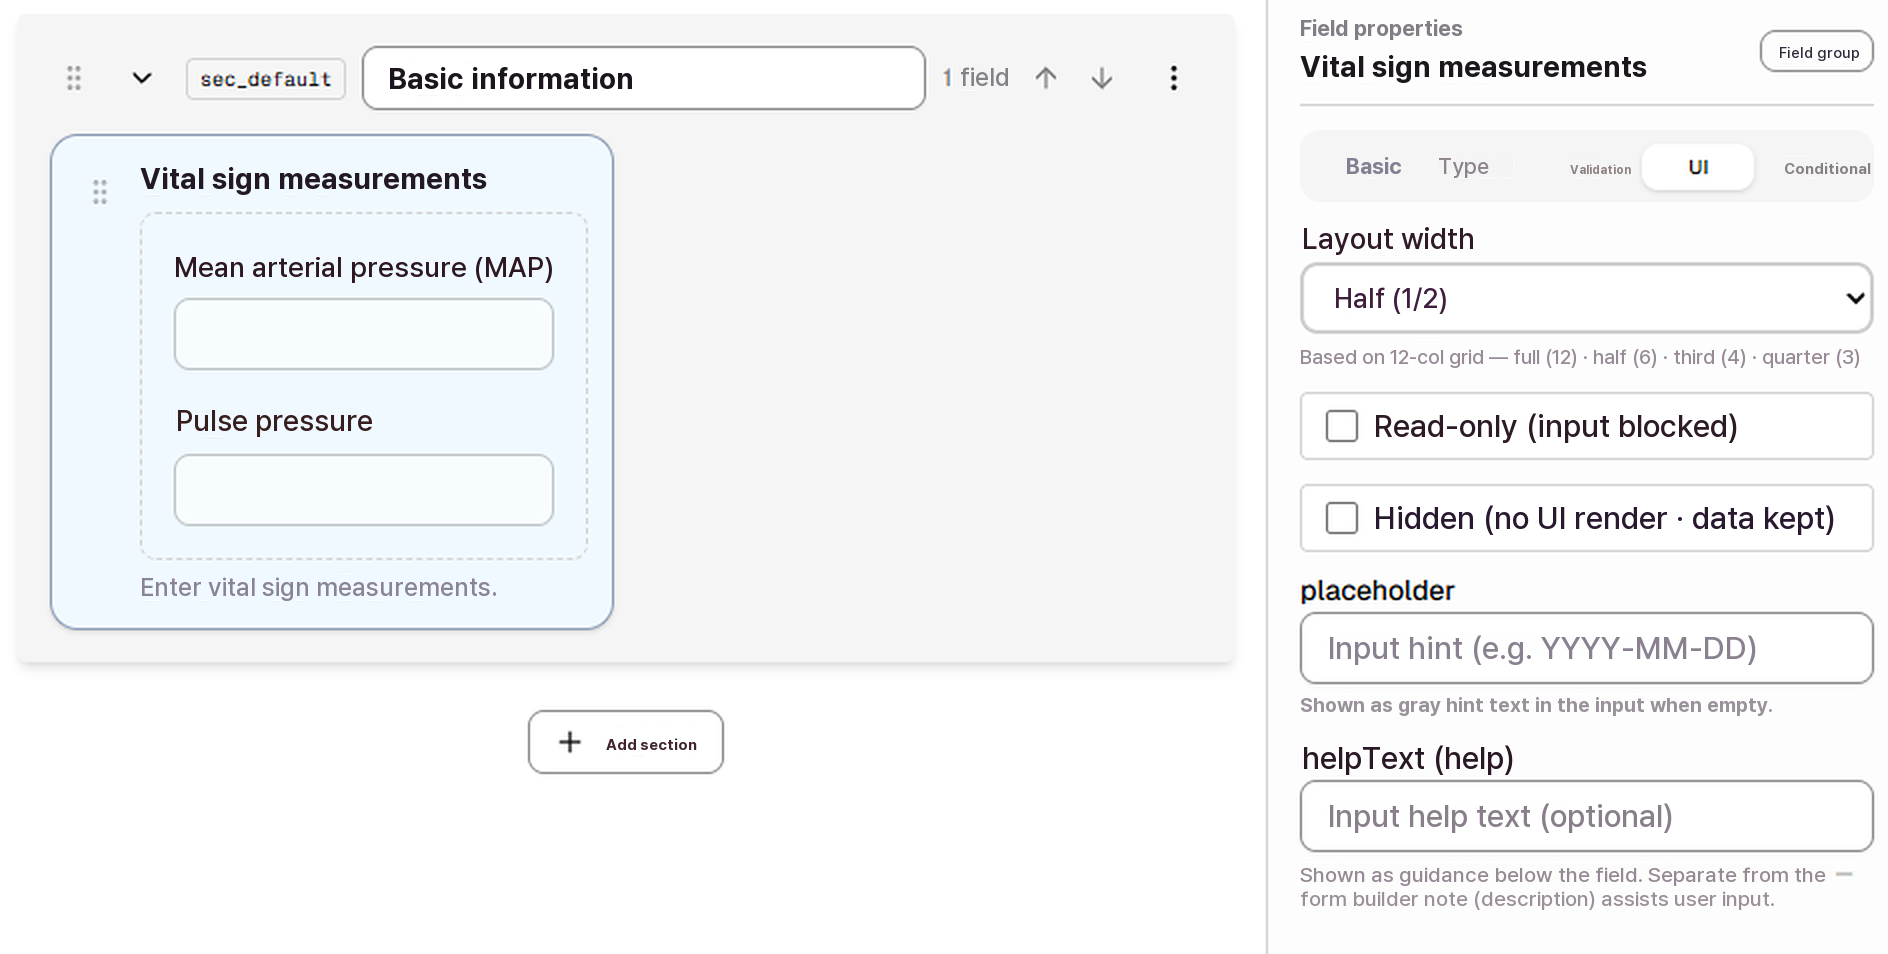 sec_default
Basic information
1 field
Vital sign measurements
Mean arterial pressure (MAP)
Pulse pressure
Enter vital sign measurements.
Add section
Field properties
Vital sign measurements
Field group
Basic
Type
Validation
UI
Conditional
Layout width
Half (1/2)
Based on 12-col grid — full (12) · half (6) · third (4) · quarter (3)
Read-only (input blocked)
Hidden (no UI render · data kept)
placeholder
Input hint (e.g. YYYY-MM-DD)
Shown as gray hint text in the input when empty.
helpText (help)
Input help text (optional)
Shown as guidance below the field. Separate from the —
form builder note (description) assists user input.